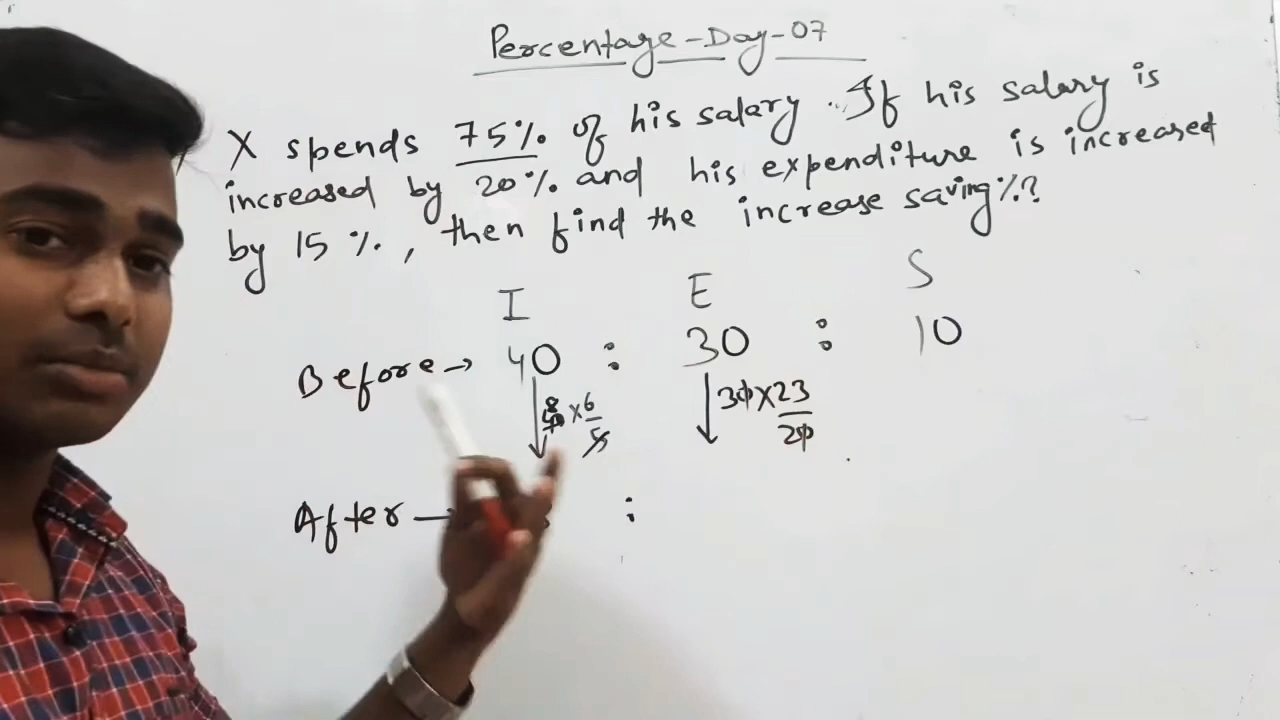 Percentage-Day-07
X spends 75% of his salary. If his salary is
increased by 20% and his expenditure is increased
by 15%, then find the increase saving%?
I E S
Before → 40 : 30 : 10
8 40 × 6/5 30 × 23/20
After → :